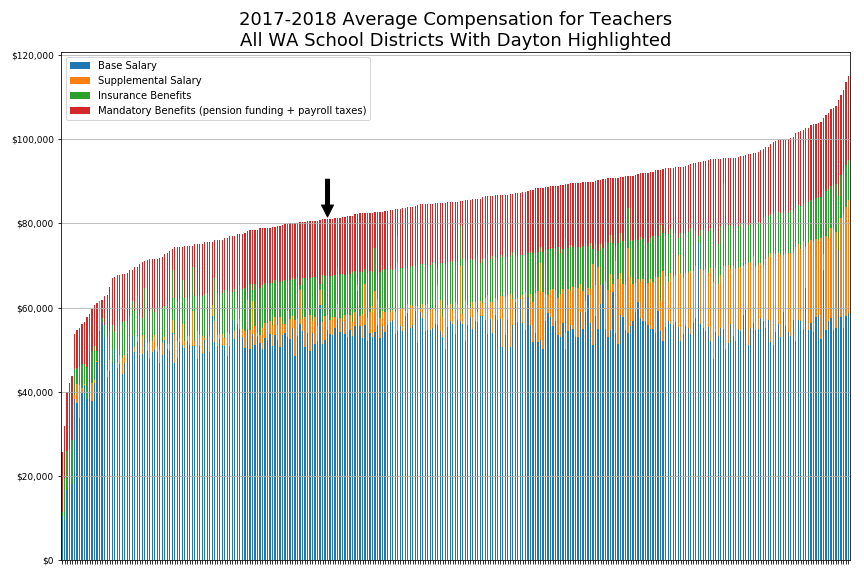 2017-2018 Average Compensation for Teachers
All WA School Districts With Dayton Highlighted
$120,000
$100,000
$80,000
$60,000
$40,000
$20,000
$0
Base Salary
Supplemental Salary
Insurance Benefits
Mandatory Benefits (pension funding + payroll taxes)